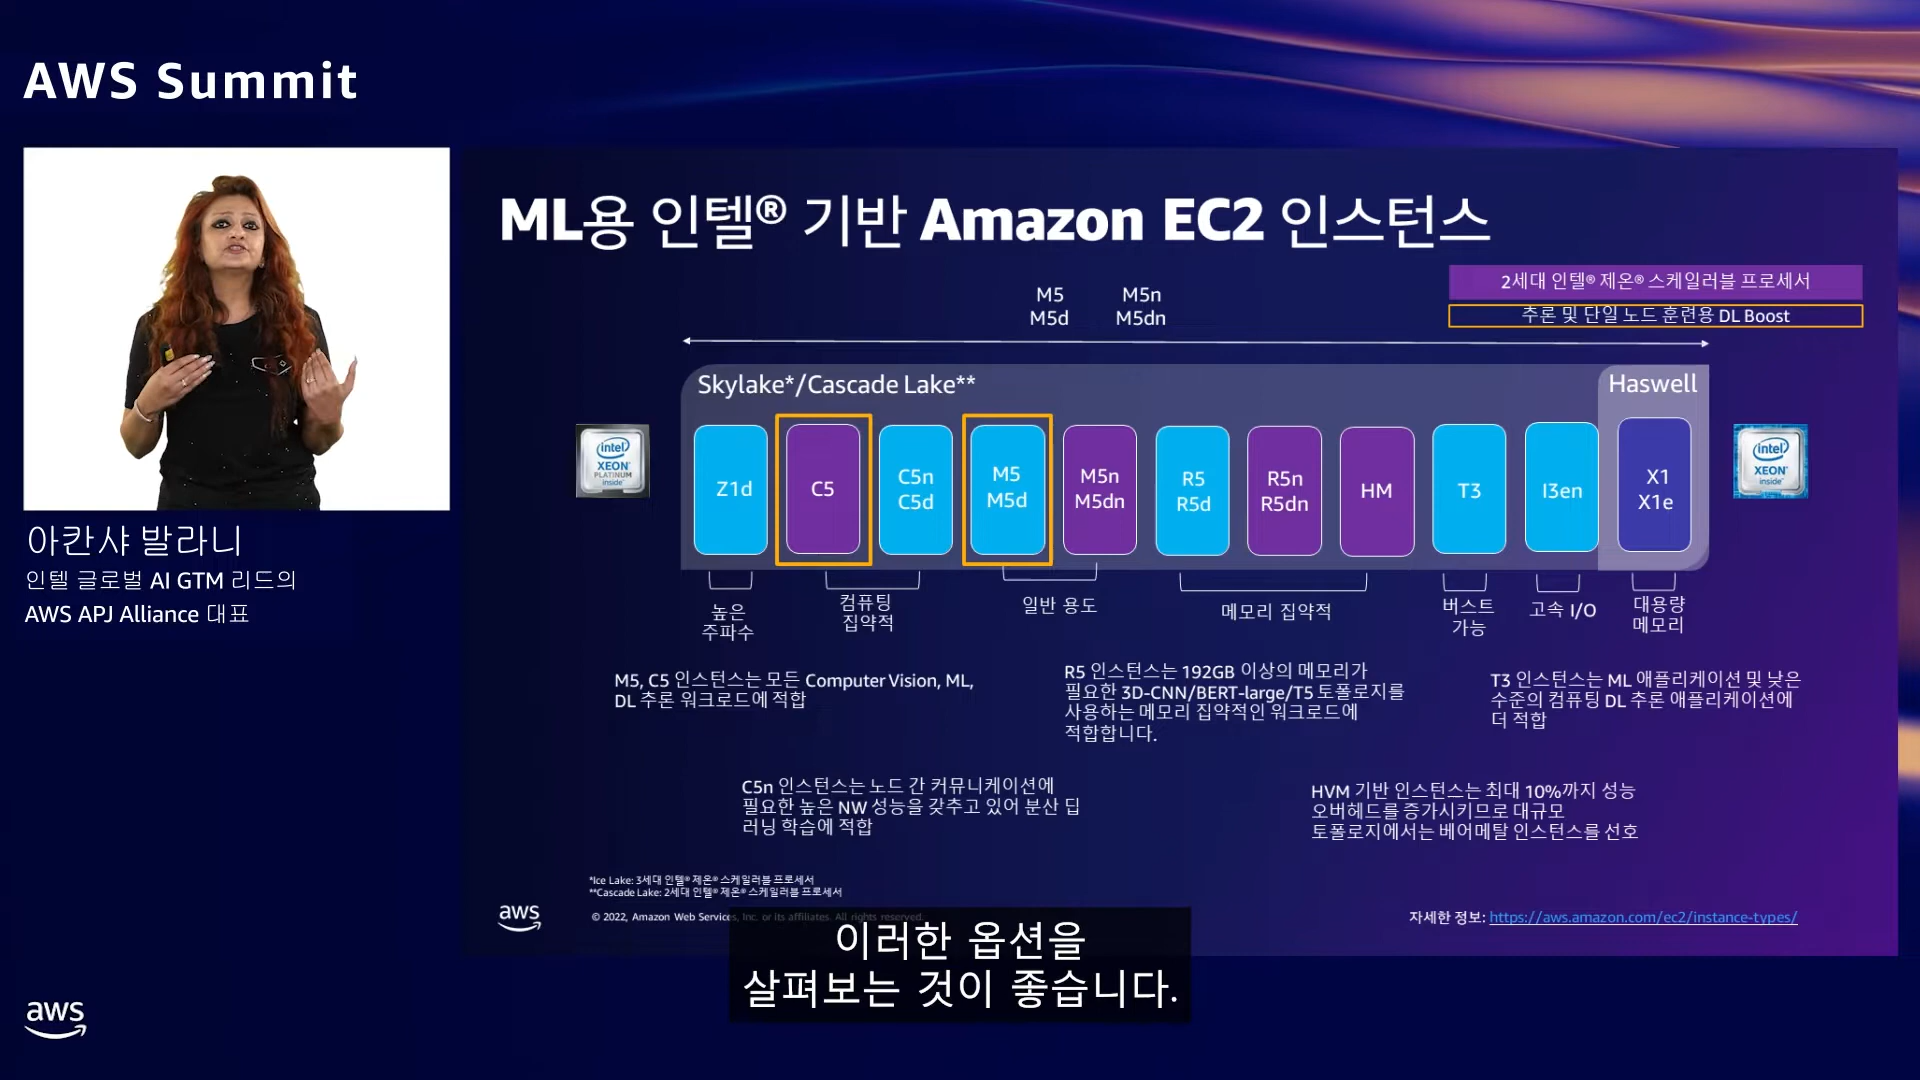 AWS Summit
아칸샤 발라니
인텔 글로벌 AI GTM 리드의
AWS APJ Alliance 대표
ML용 인텔® 기반 Amazon EC2 인스턴스
2세대 인텔® 제온® 스케일러블 프로세서
추론 및 단일 노드 훈련용 DL Boost
M5 M5n
M5d M5dn
Skylake*/Cascade Lake**
Haswell
intel
XEON
PLATINUM
inside
Z1d
C5
C5n
C5d
M5
M5d
M5n
M5dn
R5
R5d
R5n
R5dn
HM
T3
I3en
X1
X1e
intel
XEON
inside
높은
주파수
컴퓨팅
집약적
일반 용도
메모리 집약적
버스트
가능
고속 I/O
대용량
메모리
M5, C5 인스턴스는 모든 Computer Vision, ML,
DL 추론 워크로드에 적합
R5 인스턴스는 192GB 이상의 메모리가
필요한 3D-CNN/BERT-large/T5 토폴로지를
사용하는 메모리 집약적인 워크로드에
적합합니다.
T3 인스턴스는 ML 애플리케이션 및 낮은
수준의 컴퓨팅 DL 추론 애플리케이션에
더 적합
C5n 인스턴스는 노드 간 커뮤니케이션에
필요한 높은 NW 성능을 갖추고 있어 분산 딥
러닝 학습에 적합
HVM 기반 인스턴스는 최대 10%까지 성능
오버헤드를 증가시키므로 대규모
토폴로지에서는 베어메탈 인스턴스를 선호
*Ice Lake: 3세대 인텔® 제온® 스케일러블 프로세서
**Cascade Lake: 2세대 인텔® 제온® 스케일러블 프로세서
aws
© 2022, Amazon Web Services, Inc. or its affiliates. All rights reserved.
자세한 정보: https://aws.amazon.com/ec2/instance-types/
이러한 옵션을
살펴보는 것이 좋습니다.
aws